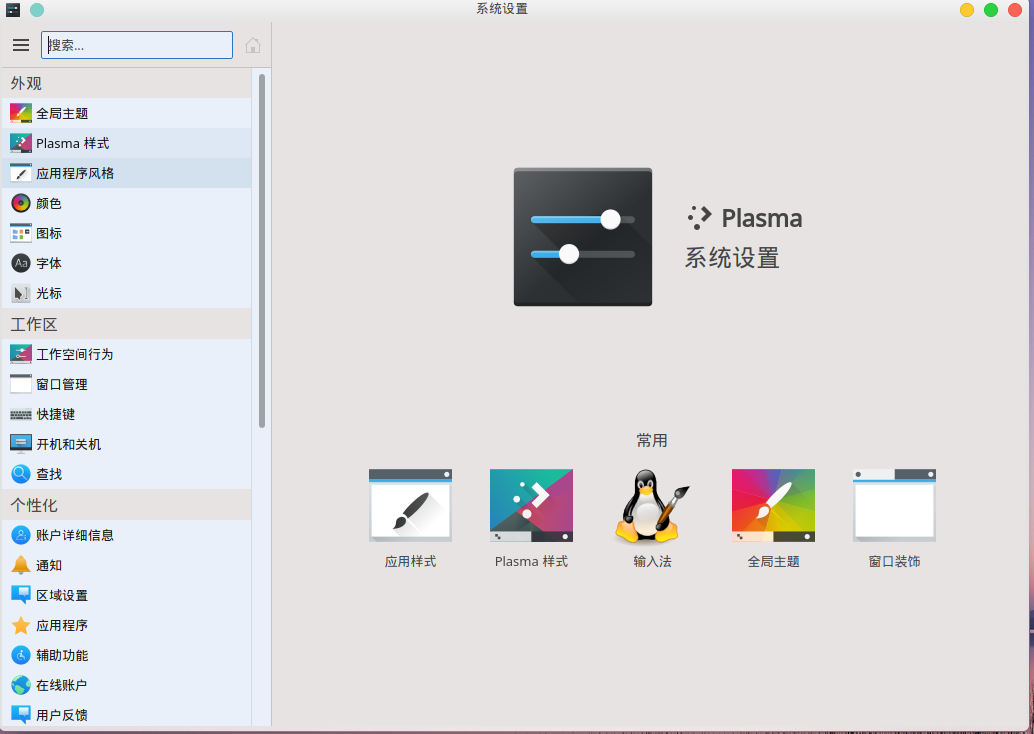 系统设置
搜索...
外观
全局主题
Plasma 样式
应用程序风格
颜色
图标
Aa
字体
光标
工作区
工作空间行为
窗口管理
快捷键
开机和关机
查找
个性化
账户详细信息
通知
区域设置
应用程序
辅助功能
在线账户
用户反馈
Plasma
系统设置
常用
应用样式
Plasma 样式
输入法
全局主题
窗口装饰